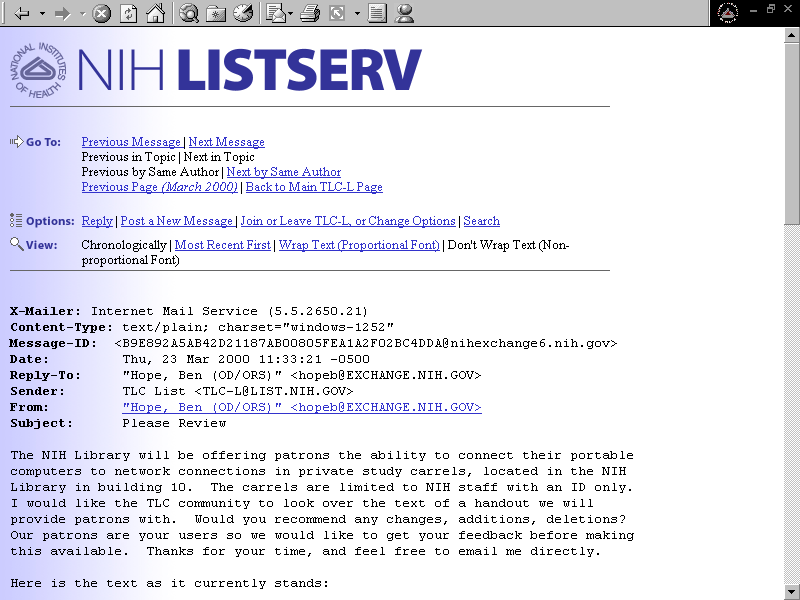 NATIONAL INSTITUTES OF HEALTH
NIH LISTSERV
Go To:
Previous Message | Next Message
Previous in Topic | Next in Topic
Previous by Same Author | Next by Same Author
Previous Page (March 2000) | Back to Main TLC-L Page
Options: Reply | Post a New Message | Join or Leave TLC-L, or Change Options | Search
View: Chronologically | Most Recent First | Wrap Text (Proportional Font) | Don't Wrap Text (Non-
proportional Font)
X-Mailer: Internet Mail Service (5.5.2650.21)
Content-Type: text/plain; charset="windows-1252"
Message-ID: <B9E892A5AB42D21187AB00805FEA1A2F02BC4DDA@nihexchange6.nih.gov>
Date: Thu, 23 Mar 2000 11:33:21 -0500
Reply-To: "Hope, Ben (OD/ORS)" <hopeb@EXCHANGE.NIH.GOV>
Sender: TLC List <TLC-L@LIST.NIH.GOV>
From: "Hope, Ben (OD/ORS)" <hopeb@EXCHANGE.NIH.GOV>
Subject: Please Review
The NIH Library will be offering patrons the ability to connect their portable
computers to network connections in private study carrels, located in the NIH
Library in building 10.  The carrels are limited to NIH staff with an ID only.
I would like the TLC community to look over the text of a handout we will
provide patrons with.  Would you recommend any changes, additions, deletions?
Our patrons are your users so we would like to get your feedback before making
this available.  Thanks for your time, and feel free to email me directly.
Here is the text as it currently stands: